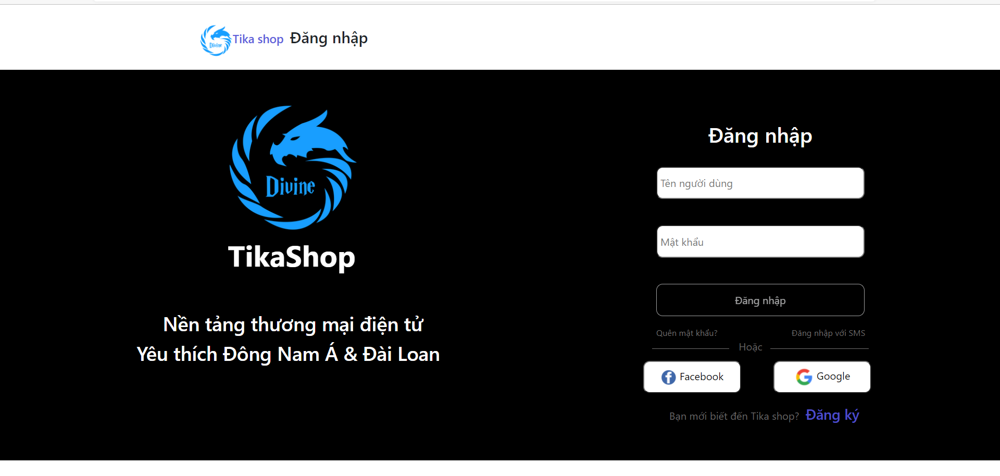 Divine
Tika shop Đăng nhập
Divine
TikaShop
Nền tảng thương mại điện tử
Yêu thích Đông Nam Á & Đài Loan
Đăng nhập
Tên người dùng
Mật khẩu
Đăng nhập
Quên mật khẩu? Đăng nhập với SMS
Hoặc
Facebook Google
Bạn mới biết đến Tika shop? Đăng ký